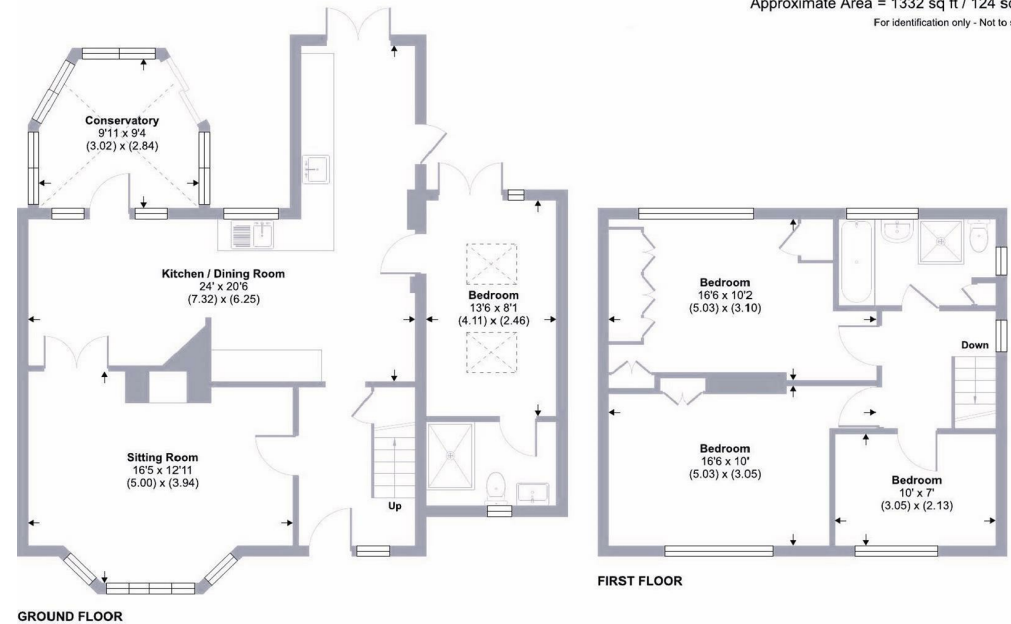 Approximate Area = 1332 sq ft / 124 sq
For identification only - Not to
Conservatory
9'11 x 9'4
(3.02) x (2.84)
Kitchen / Dining Room
24' x 20'6
(7.32) x (6.25)
Bedroom
13'6 x 8'1
(4.11) x (2.46)
Sitting Room
16'5 x 12'11
(5.00) x (3.94)
Up
GROUND FLOOR
Bedroom
16'6 x 10'2
(5.03) x (3.10)
Down
Bedroom
16'6 x 10'
(5.03) x (3.05)
Bedroom
10' x 7'
(3.05) x (2.13)
FIRST FLOOR